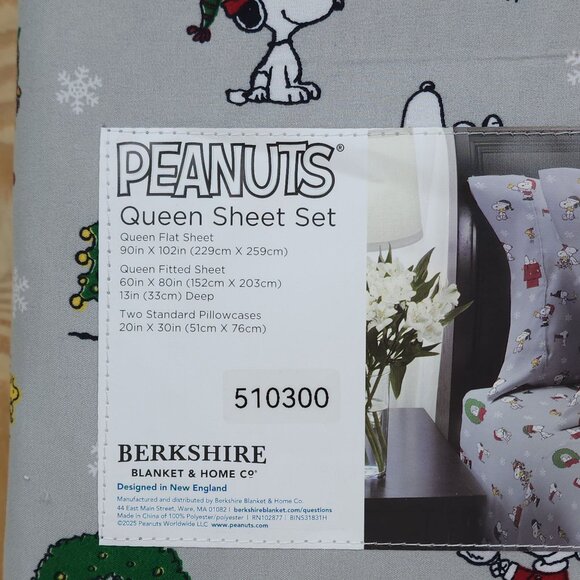 PEANUTS®
Queen Sheet Set
Queen Flat Sheet
90in X 102in (229cm X 259cm)
Queen Fitted Sheet
60in X 80in (152cm X 203cm)
13in (33cm) Deep
Two Standard Pillowcases
20in X 30in (51cm X 76cm)
510300
BERKSHIRE
BLANKET & HOME Co®
Designed in New England
Manufactured and distributed by Berkshire Blanket & Home Co.
44 East Main Street, Ware, MA 01082 | berkshireblanket.com/questions
Made in China of 100% Polyester/polyester | RN102877 | BINS31831H
©2025 Peanuts Worldwide LLC www.peanuts.com